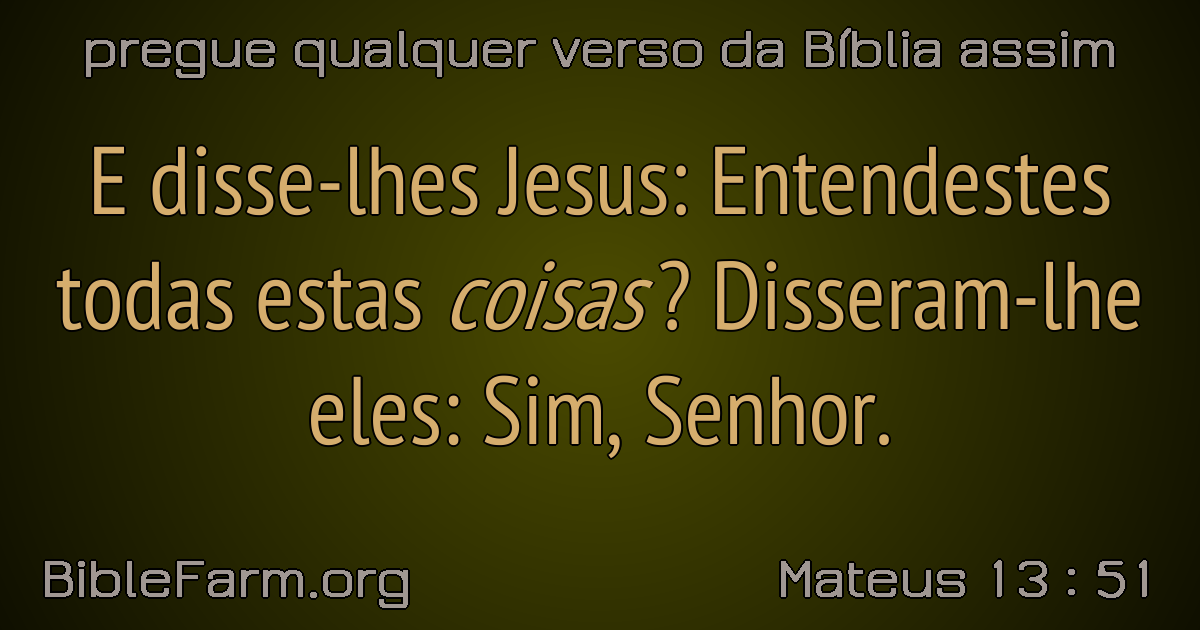 pregue qualquer verso da Bíblia assim
E disse-lhes Jesus: Entendestes
todas estas coisas? Disseram-lhe
eles: Sim, Senhor.
BibleFarm.org
Mateus 13 : 51